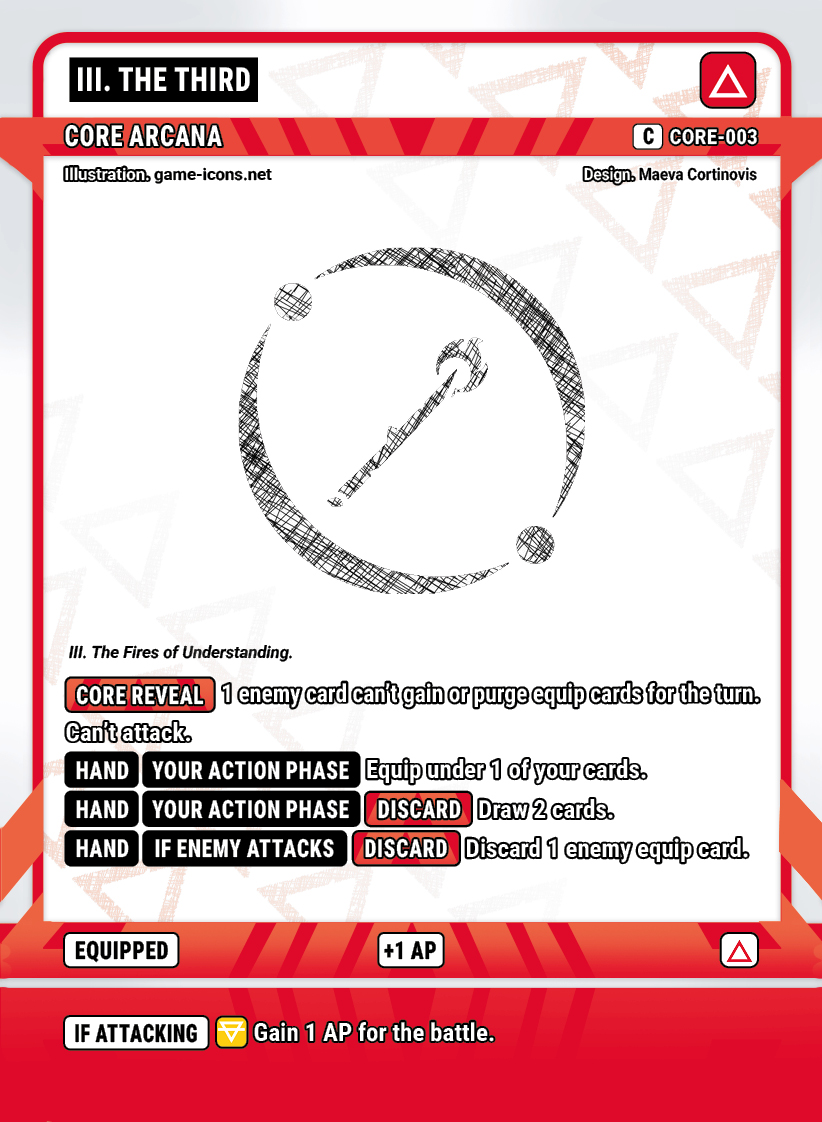 III. THE THIRD
CORE ARCANA
C CORE-003
Illustration. game-icons.net
Design. Maeva Cortinovis
III. The Fires of Understanding.
CORE REVEAL 1 enemy card can't gain or purge equip cards for the turn.
Can't attack.
HAND YOUR ACTION PHASE Equip under 1 of your cards.
HAND YOUR ACTION PHASE DISCARD Draw 2 cards.
HAND IF ENEMY ATTACKS DISCARD Discard 1 enemy equip card.
EQUIPPED +1 AP
IF ATTACKING Gain 1 AP for the battle.